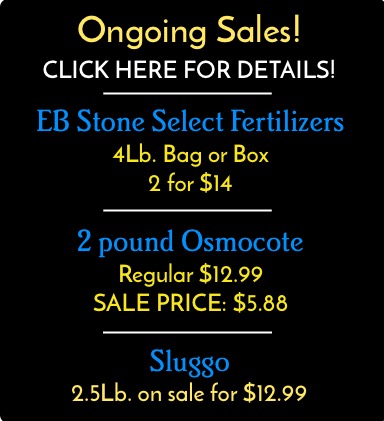 Ongoing Sales!
CLICK HERE FOR DETAILS!
EB Stone Select Fertilizers
4Lb. Bag or Box
2 for $14
2 pound Osmocote
Regular $12.99
SALE PRICE: $5.88
Sluggo
2.5Lb. on sale for $12.99